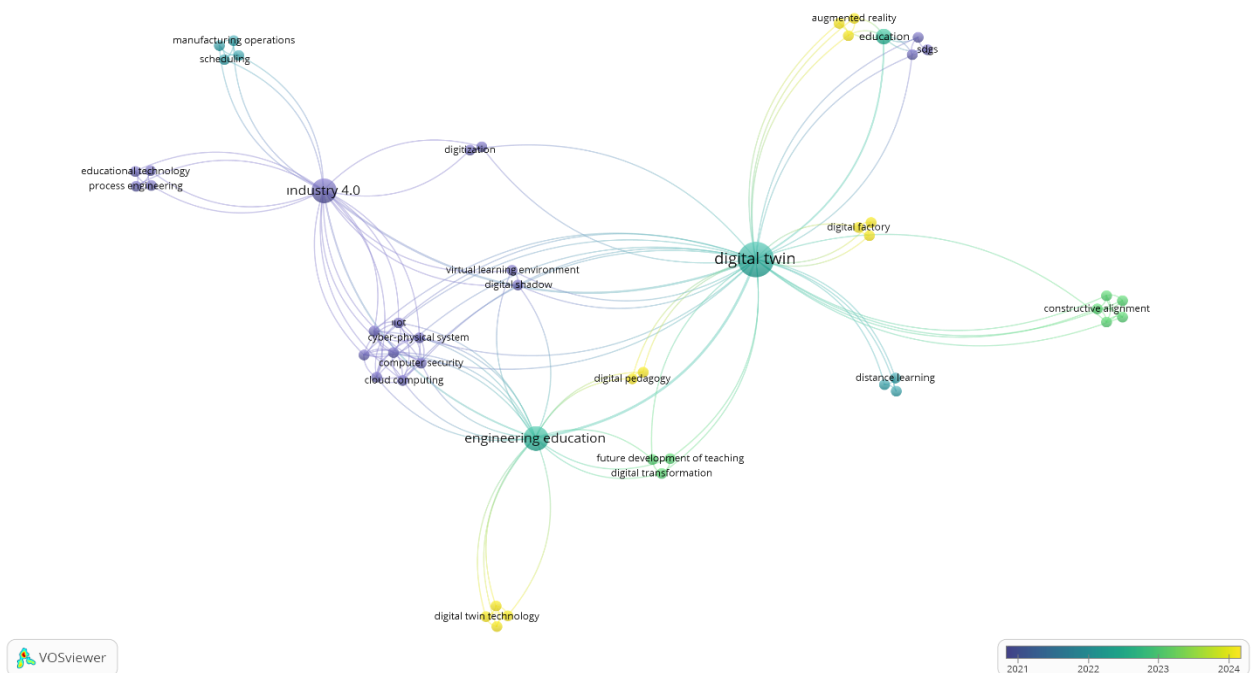 augmented reality
education
sdgs
manufacturing operations
scheduling
digitization
educational technology
process engineering
industry 4.0
digital factory
digital twin
virtual learning environment
digital shadow
constructive alignment
iiot
cyber-physical system
computer security
cloud computing
digital pedagogy
distance learning
engineering education
future development of teaching
digital transformation
digital twin technology
VOSviewer
2021 2022 2023 2024